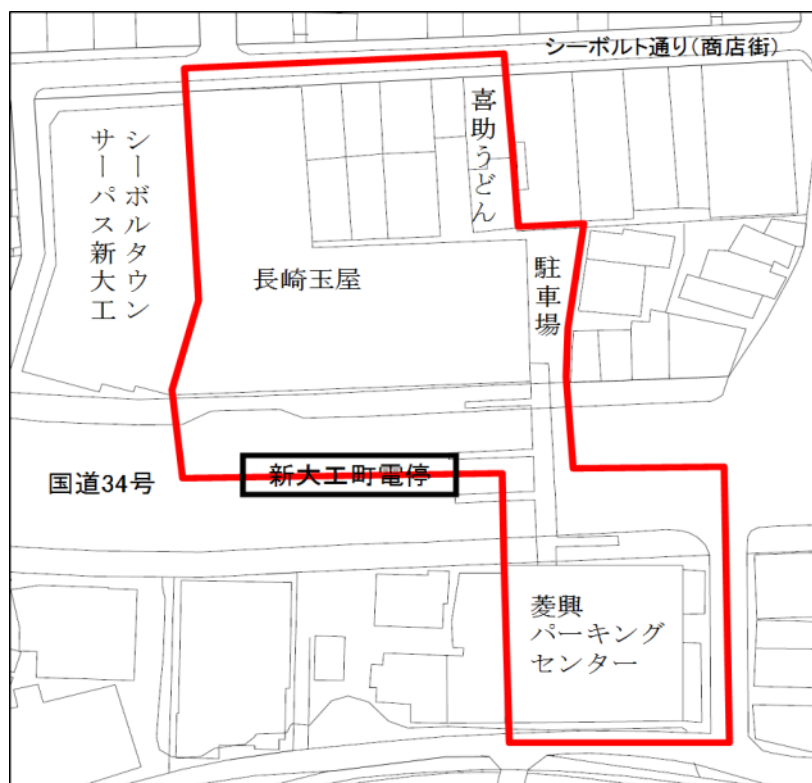 シーボルト通り(商店街)
喜助うどん
シーボルタウン
サーパス新大工
長崎玉屋
駐車場
新大工町電停
国道34号
菱興
パーキング
センター